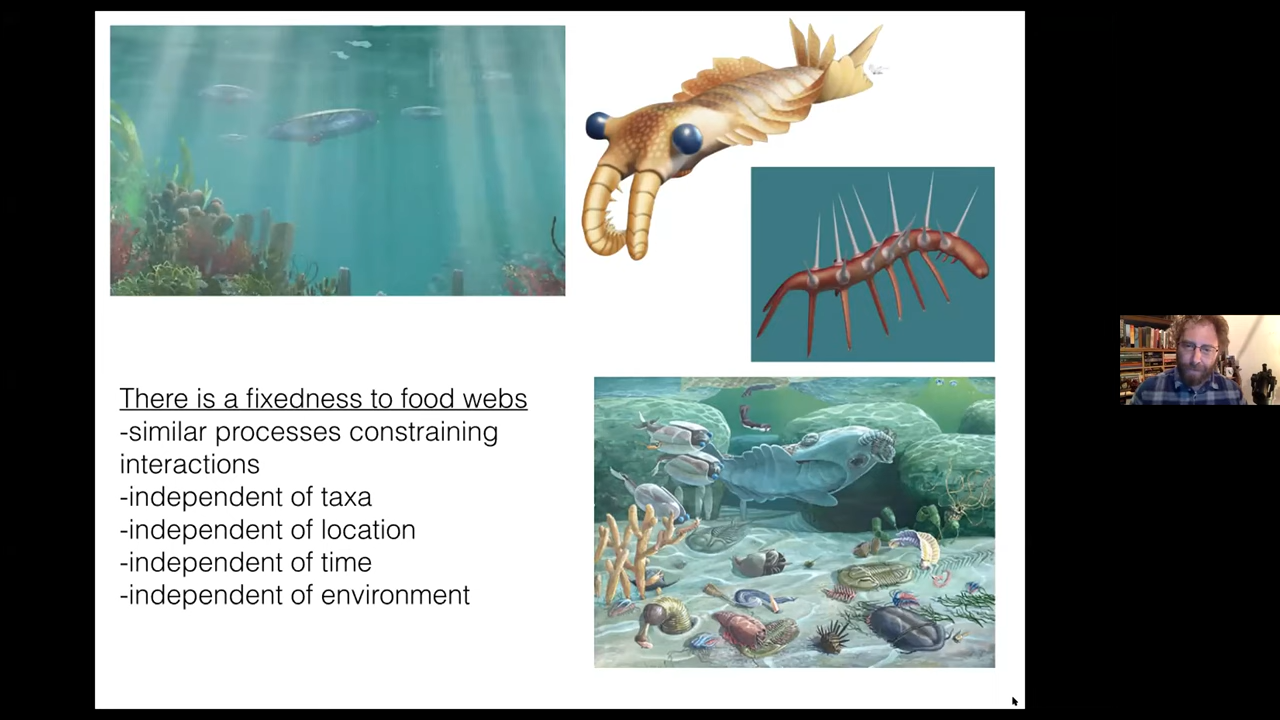 There is a fixedness to food webs
-similar processes constraining
interactions
-independent of taxa
-independent of location
-independent of time
-independent of environment